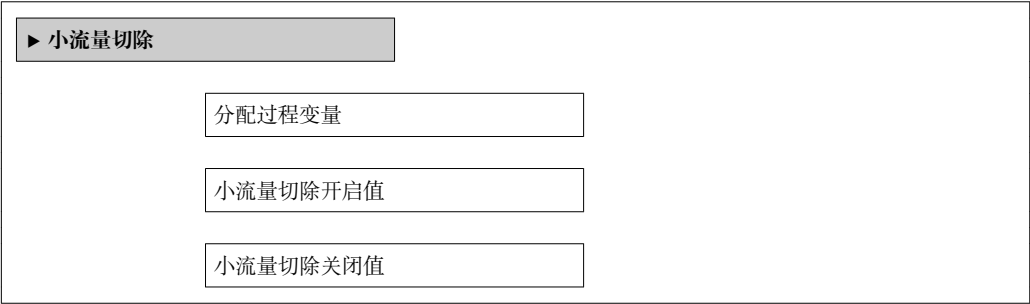 ▶ 小流量切除
分配过程变量
小流量切除开启值
小流量切除关闭值